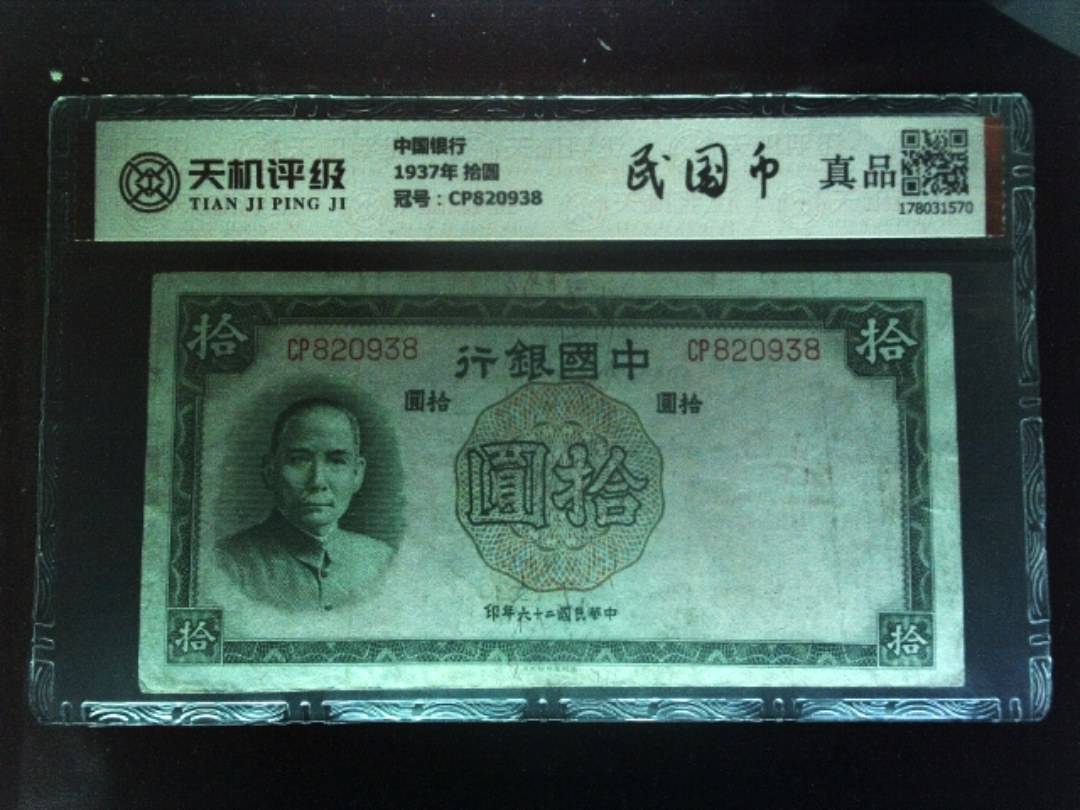 天机评级
TIAN JI PING JI
中国银行
1937年 拾圆
冠号：CP820938
民国币
真品
178031570
拾
拾
CP820938
行銀國中
CP820938
圓拾
圓拾
圓拾
印年六十二國民華中
拾
拾